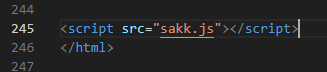 244
245 <script src="sakk.js"></script>
246 </html>
247